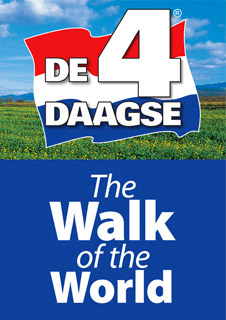 DE 4®
DAAGSE
The
Walk
of the
World